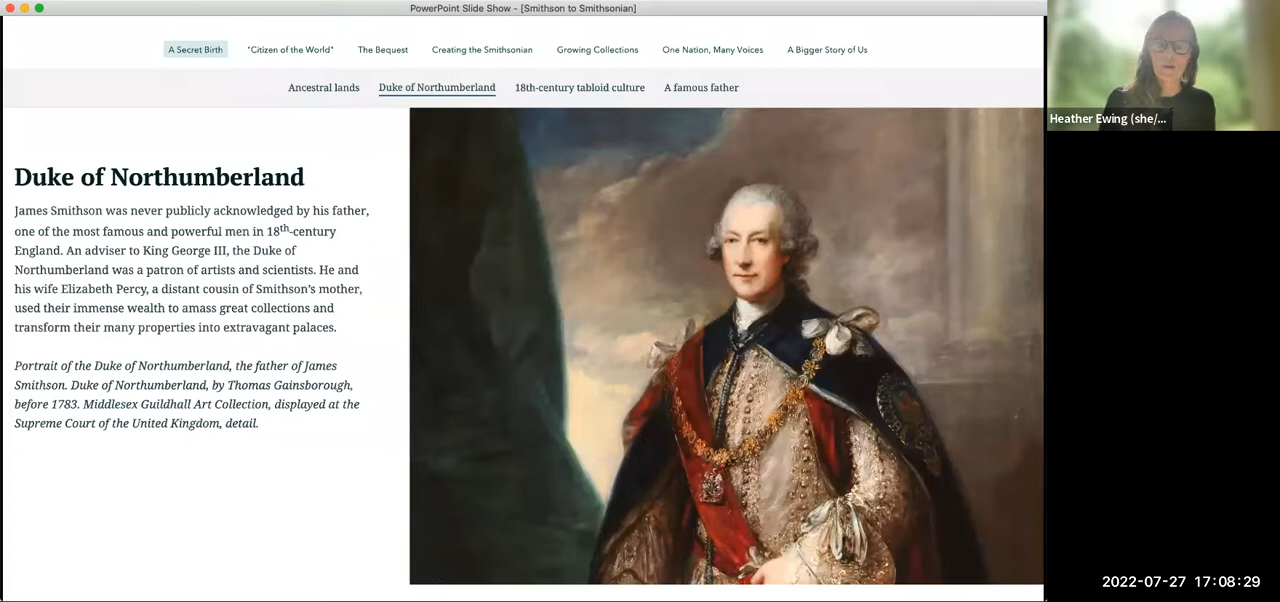 PowerPoint Slide Show - [Smithson to Smithsonian]
A Secret Birth
"Citizen of the World"
The Bequest
Creating the Smithsonian
Growing Collections
One Nation, Many Voices
A Bigger Story of Us
Ancestral lands
Duke of Northumberland
18th-century tabloid culture
A famous father
Duke of Northumberland
James Smithson was never publicly acknowledged by his father,
one of the most famous and powerful men in 18th-century
England. An adviser to King George III, the Duke of
Northumberland was a patron of artists and scientists. He and
his wife Elizabeth Percy, a distant cousin of Smithson's mother,
used their immense wealth to amass great collections and
transform their many properties into extravagant palaces.
Portrait of the Duke of Northumberland, the father of James
Smithson. Duke of Northumberland, by Thomas Gainsborough,
before 1783. Middlesex Guildhall Art Collection, displayed at the
Supreme Court of the United Kingdom, detail.
Heather Ewing (she/...
2022-07-27 17:08:29